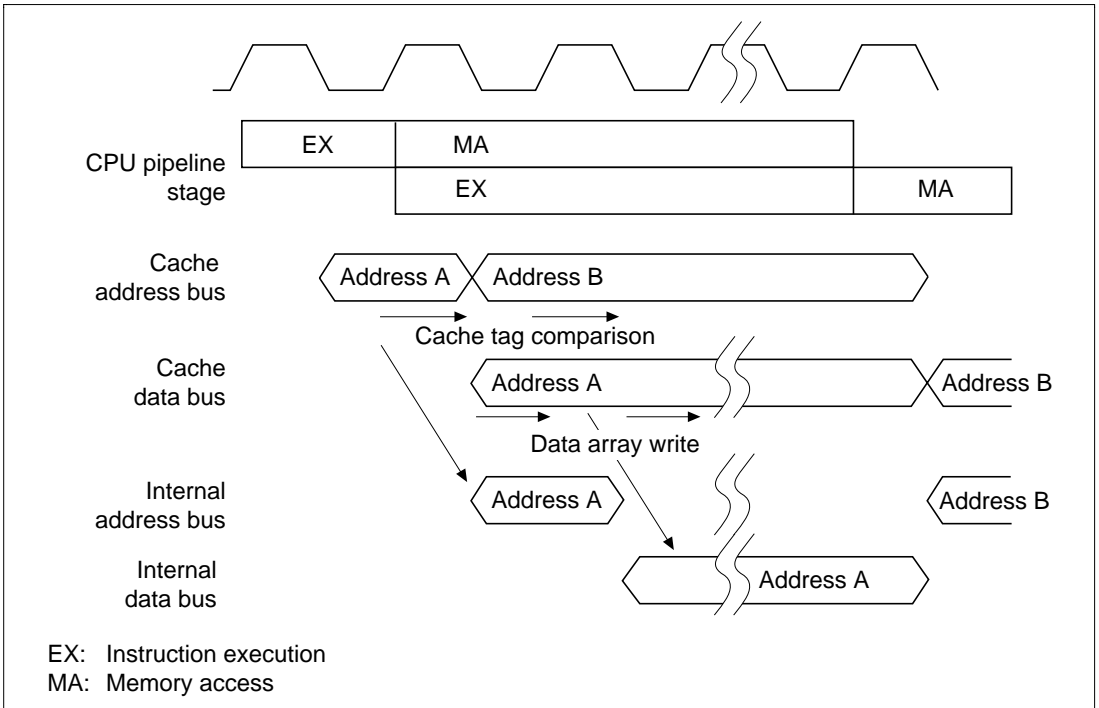 EX MA
CPU pipeline
stage
EX MA
Cache
address bus
Address A Address B
Cache tag comparison
Cache
data bus
Address A Address B
Data array write
Internal
address bus
Address A Address B
Internal
data bus
Address A
EX: Instruction execution
MA: Memory access